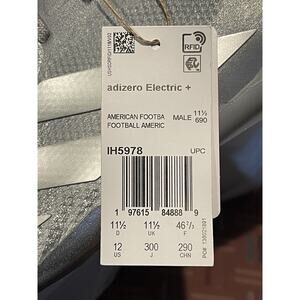 RFID
adizero Electric +
AMERICAN FOOTBA MALE 11½
FOOTBALL AMERIC 690
IH5978 UPC
1 97615 84888 9
11½ 11½ 46⅔
D UK F
12 300 290
US J CHN